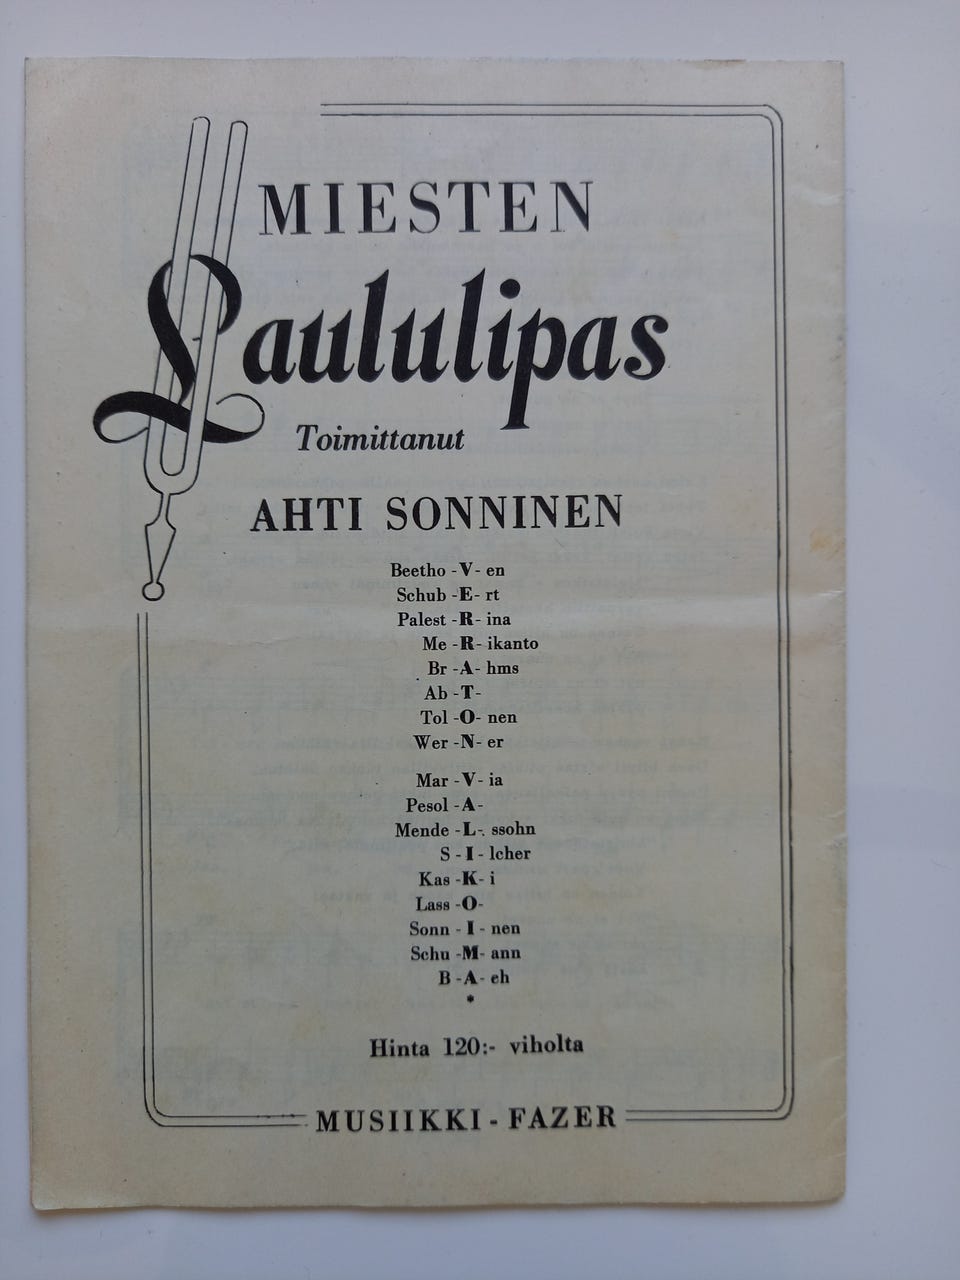 MIESTEN
Laululipas
Toimittanut
AHTI SONNINEN
Beetho -V- en
Schub -E- rt
Palest -R- ina
Me -R- ikanto
Br -A- hms
Ab -T-
Tol -O- nen
Wer -N- er
Mar -V- ia
Pesol -A-
Mende -L- ssohn
S - I - lcher
Kas -K- i
Lass -O-
Sonn - I - nen
Schu -M- ann
B -A- ch
*
Hinta 120:- viholta
MUSIIKKI - FAZER